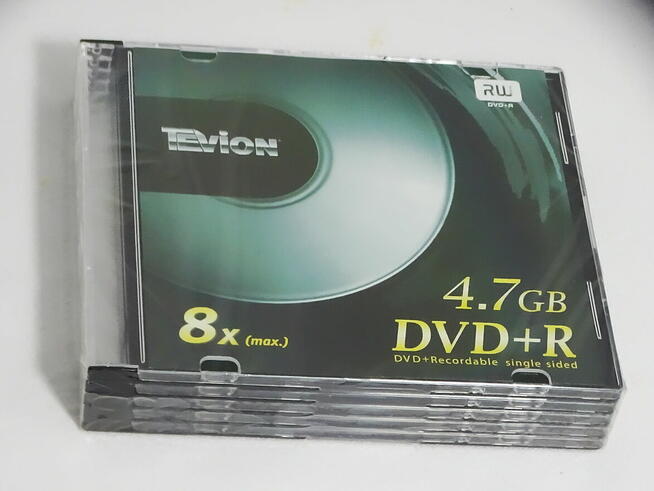 RW
DVD+R
TEVION
8x (max.)
4.7GB
DVD+R
DVD+Recordable single sided